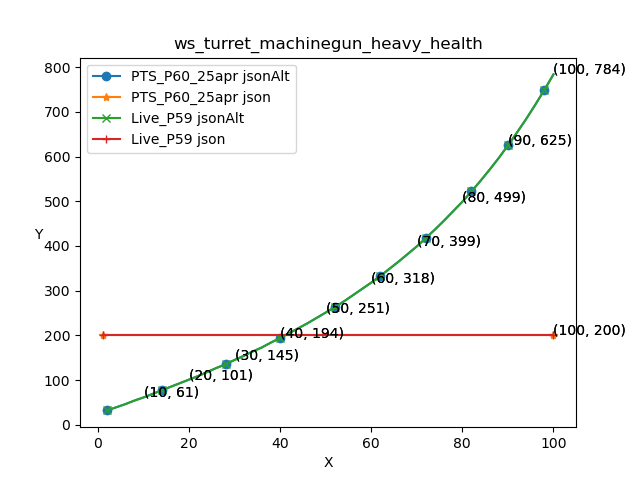 ws_turret_machinegun_heavy_health
PTS_P60_25apr jsonAlt
PTS_P60_25apr json
Live_P59 jsonAlt
Live_P59 json
(100, 784)
(90, 625)
(80, 499)
(70, 399)
(60, 318)
(50, 251)
(40, 194)
(100, 200)
(30, 145)
(20, 101)
(10, 61)
800
700
600
500
400
300
200
100
0
Y
0 20 40 60 80 100
X